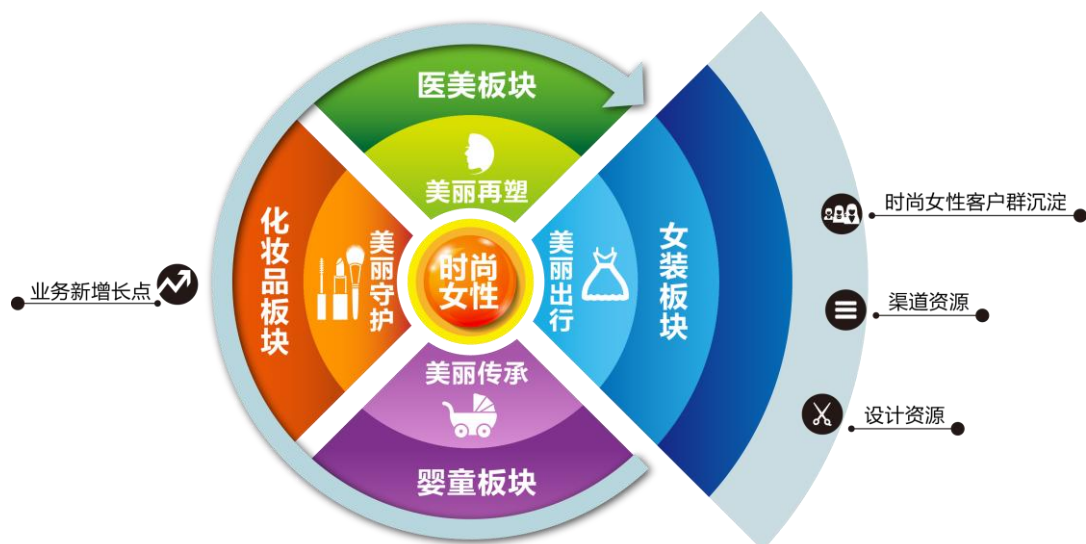 医美板块
美丽再塑
化妆品板块
美丽守护
时尚
女性
美丽出行
女装板块
美丽传承
婴童板块
业务新增长点
时尚女性客户群沉淀
渠道资源
设计资源